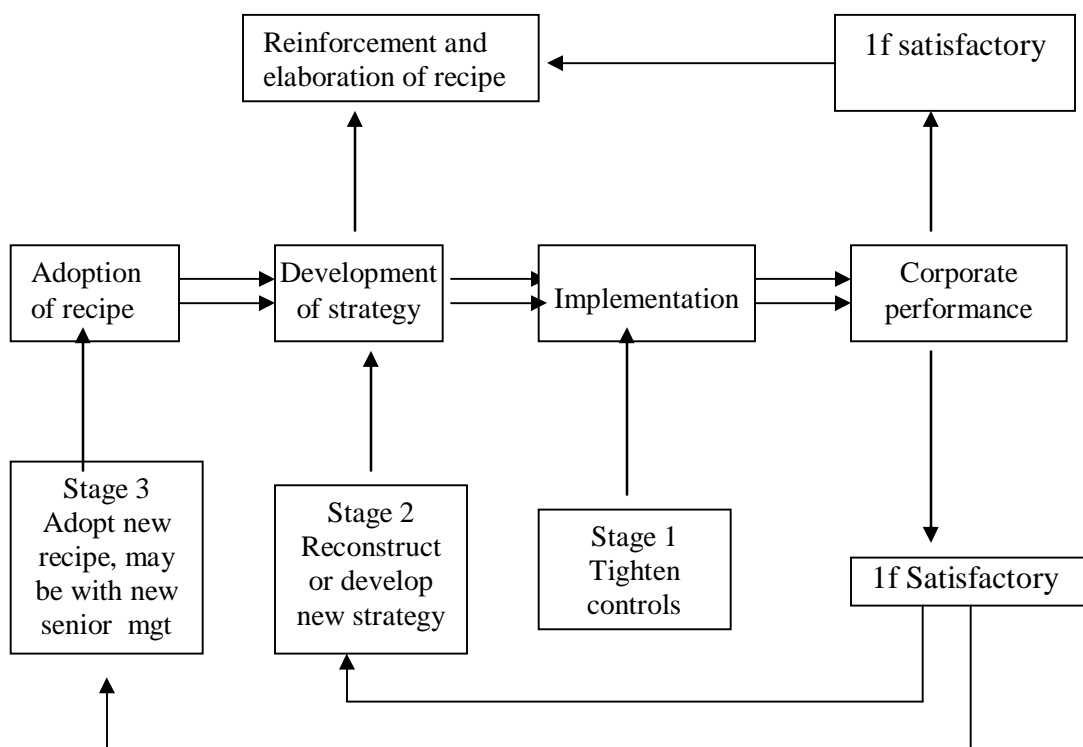 Reinforcement and
elaboration of recipe
1f satisfactory
Adoption
of recipe
Development
of strategy
Implementation
Corporate
performance
Stage 3
Adopt new
recipe, may
be with new
senior mgt
Stage 2
Reconstruct
or develop
new strategy
Stage 1
Tighten
controls
1f Satisfactory